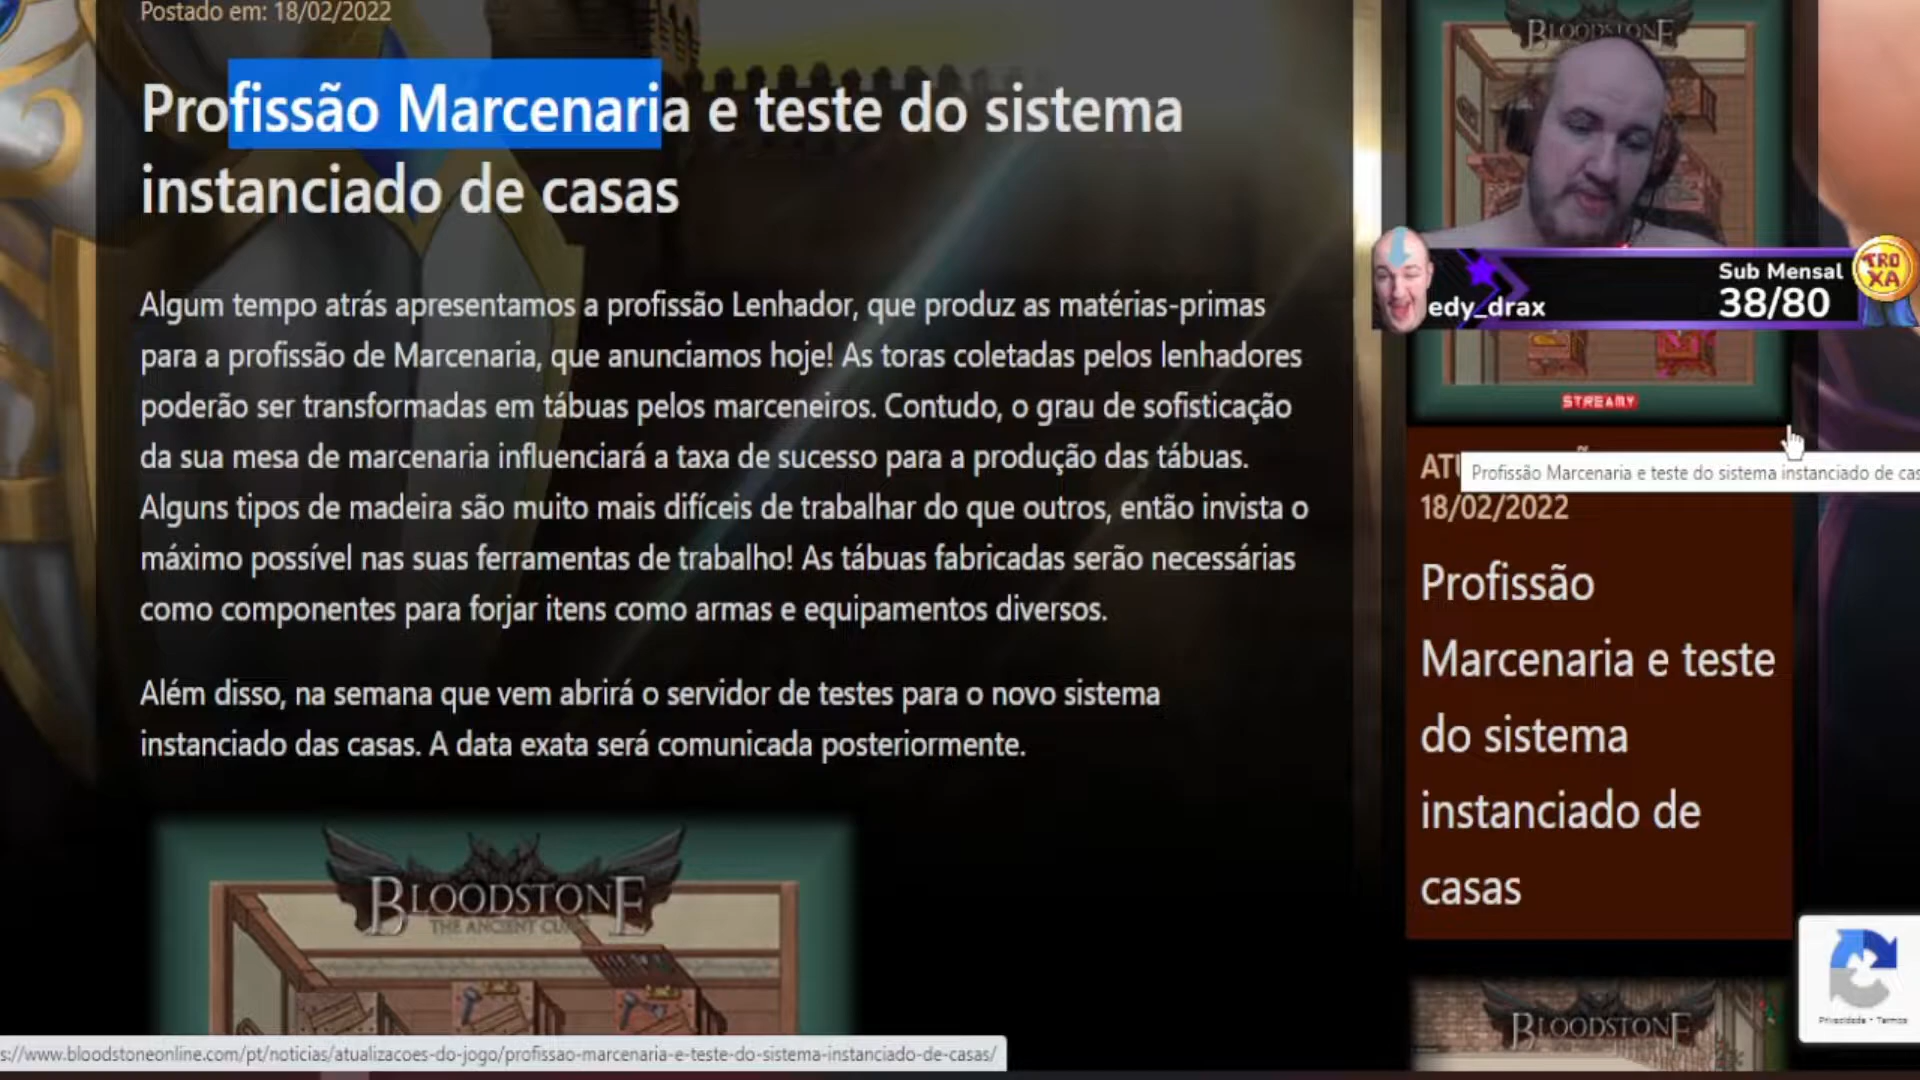 Postado em: 18/02/2022
Profissão Marcenaria e teste do sistema
instanciado de casas
Algum tempo atrás apresentamos a profissão Lenhador, que produz as matérias-primas
para a profissão de Marcenaria, que anunciamos hoje! As toras coletadas pelos lenhadores
poderão ser transformadas em tábuas pelos marceneiros. Contudo, o grau de sofisticação
da sua mesa de marcenaria influenciará a taxa de sucesso para a produção das tábuas.
Alguns tipos de madeira são muito mais difíceis de trabalhar do que outros, então invista o
máximo possível nas suas ferramentas de trabalho! As tábuas fabricadas serão necessárias
como componentes para forjar itens como armas e equipamentos diversos.
Além disso, na semana que vem abrirá o servidor de testes para o novo sistema
instanciado das casas. A data exata será comunicada posteriormente.
BLOODSTONE
THE ANCIENT CU
s://www.bloodstoneonline.com/pt/noticias/atualizacoes-do-jogo/profissao-marcenaria-e-teste-do-sistema-instanciado-de-casas/
BLOODSTONE
Sub Mensal
38/80
edy_drax
TRO
XA
STREAMY
ATU
Profissão Marcenaria e teste do sistema instanciado de cas
18/02/2022
Profissão
Marcenaria e teste
do sistema
instanciado de
casas
BLOODSTONE
Privacidade - Termos